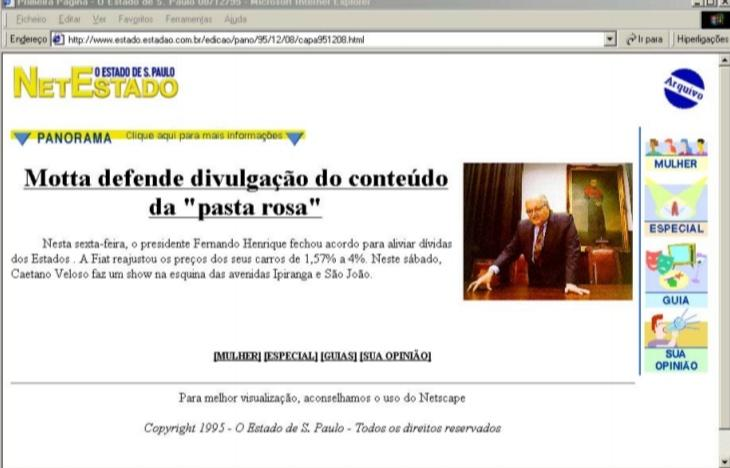 Primeira Página - O Estado de S. Paulo 08/12/95 - Microsoft Internet Explorer
Ficheiro Editar Ver Favoritos Ferramentas Ajuda
Endereço http://www.estado.estadao.com.br/edicao/pano/95/12/08/capa951208.html Ir para Hiperligações
O ESTADO DE S. PAULO
NETESTADO
Arquivo
PANORAMA Clique aqui para mais informações
Motta defende divulgação do conteúdo
da "pasta rosa"
Nesta sexta-feira, o presidente Fernando Henrique fechou acordo para aliviar dívidas
dos Estados . A Fiat reajustou os preços dos seus carros de 1,57% a 4%. Neste sábado,
Caetano Veloso faz um show na esquina das avenidas Ipiranga e São João.
MULHER
ESPECIAL
GUIA
SUA
OPINIÃO
[MULHER] [ESPECIAL] [GUIAS] [SUA OPINIÃO]
Para melhor visualização, aconselhamos o uso do Netscape
Copyright 1995 - O Estado de S. Paulo - Todos os direitos reservados